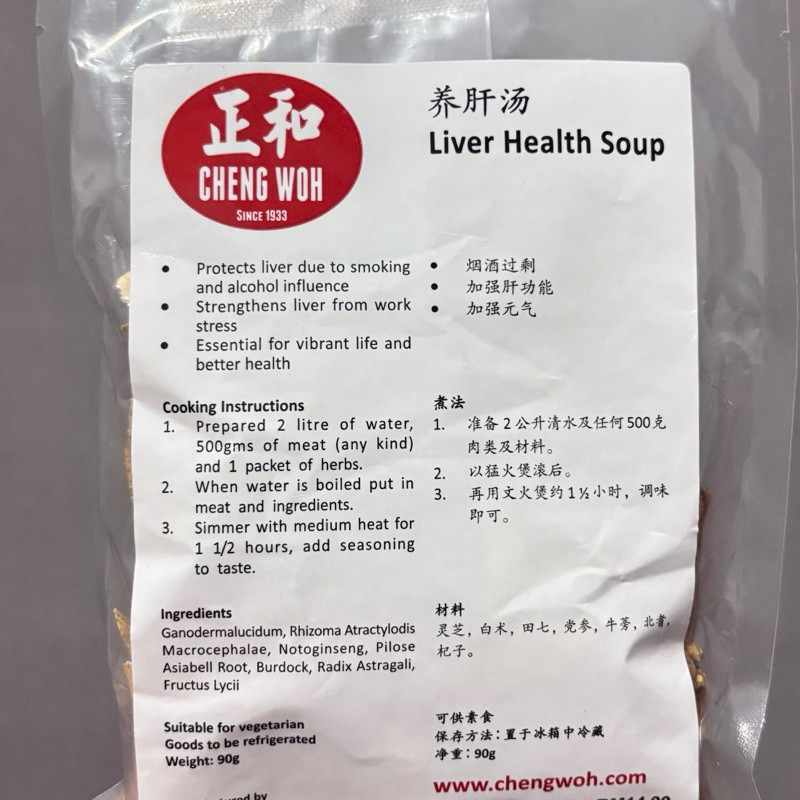 正和
CHENG WOH
SINCE 1933
养肝汤
Liver Health Soup
• Protects liver due to smoking
and alcohol influence
• Strengthens liver from work
stress
• Essential for vibrant life and
better health
• 烟酒过剩
• 加强肝功能
• 加强元气
Cooking Instructions
1. Prepared 2 litre of water,
500gms of meat (any kind)
and 1 packet of herbs.
2. When water is boiled put in
meat and ingredients.
3. Simmer with medium heat for
1 1/2 hours, add seasoning
to taste.
煮法
1. 准备2公升清水及任何500克
肉类及材料。
2. 以猛火煲滚后。
3. 再用文火煲约1½小时，调味
即可。
Ingredients
Ganodermalucidum, Rhizoma Atractylodis
Macrocephalae, Notoginseng, Pilose
Asiabell Root, Burdock, Radix Astragali,
Fructus Lycii
材料
灵芝，白术，田七，党参，牛蒡，北耆，
杞子。
Suitable for vegetarian
Goods to be refrigerated
Weight: 90g
可供素食
保存方法：置于冰箱中冷藏
净重：90g
www.chengwoh.com